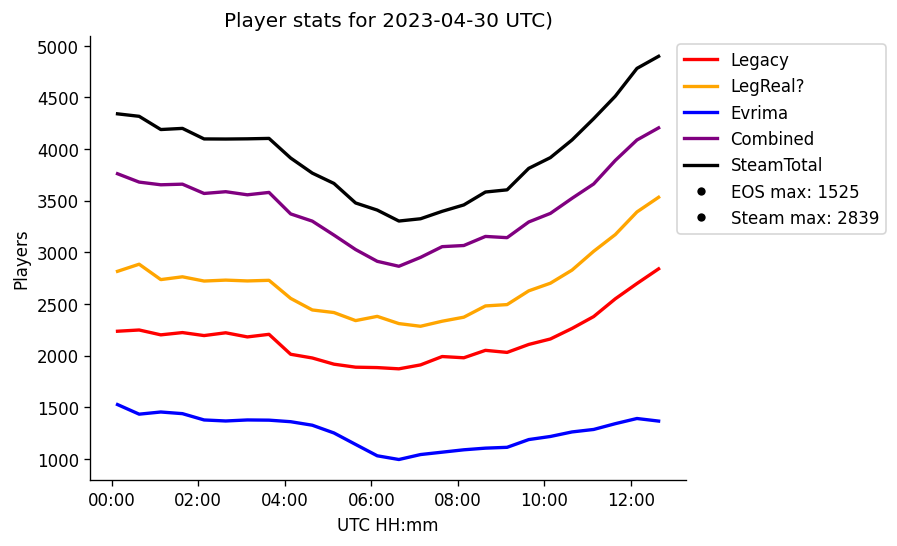 Player stats for 2023-04-30 UTC)
5000
4500
4000
3500
3000
2500
2000
1500
1000
Players
00:00 02:00 04:00 06:00 08:00 10:00 12:00
UTC HH:mm
Legacy
LegReal?
Evrima
Combined
SteamTotal
EOS max: 1525
Steam max: 2839